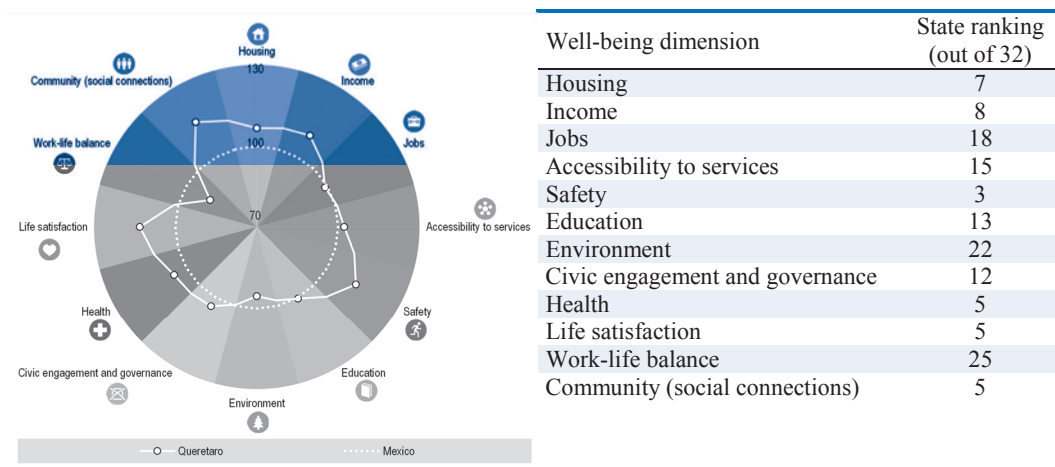 Housing
130
Community (social connections)
Income
100
Work-life balance
Jobs
70
Life satisfaction
Accessibility to services
Health
Safety
Civic engagement and governance
Education
Environment
Queretaro
Mexico
Well-being dimension State ranking
(out of 32)
Housing 7
Income 8
Jobs 18
Accessibility to services 15
Safety 3
Education 13
Environment 22
Civic engagement and governance 12
Health 5
Life satisfaction 5
Work-life balance 25
Community (social connections) 5